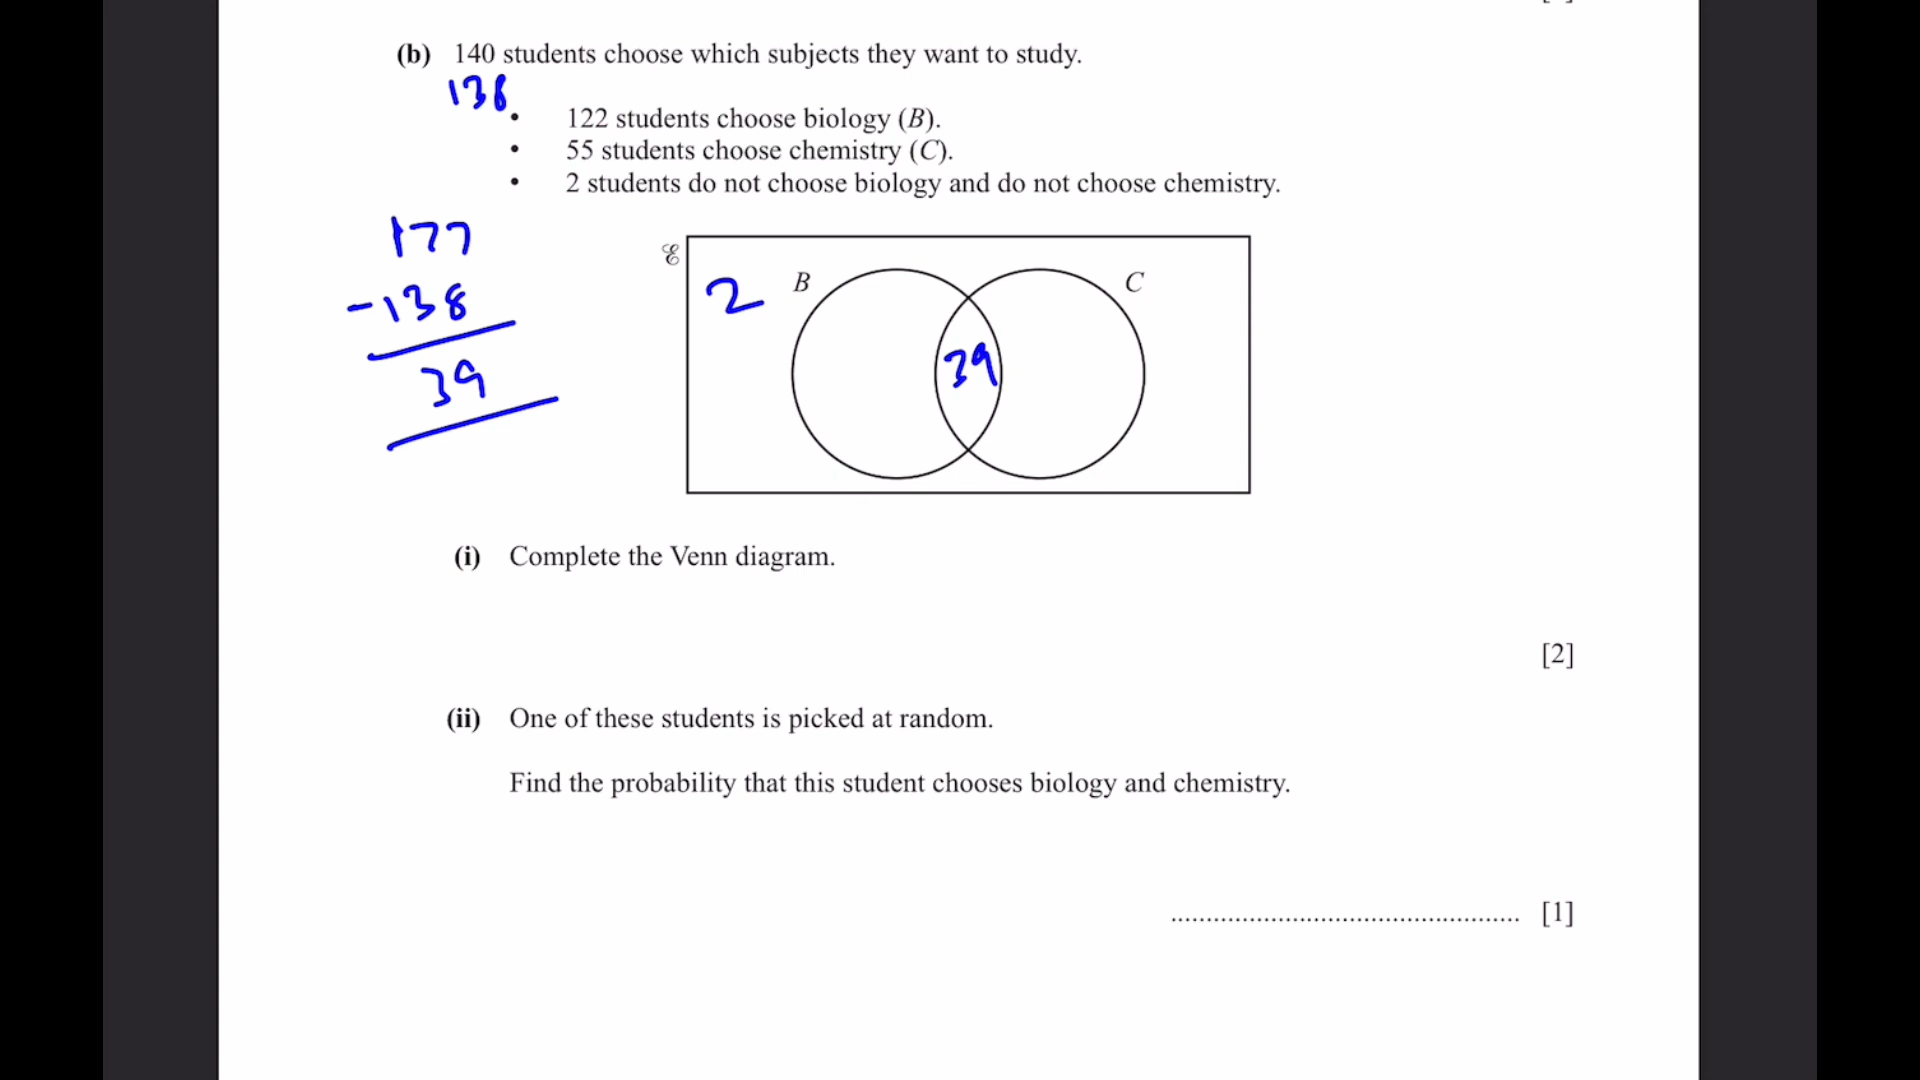 (b) 140 students choose which subjects they want to study.
138
• 122 students choose biology (B).
• 55 students choose chemistry (C).
• 2 students do not choose biology and do not choose chemistry.
177
-138
39
ℰ
2
B
C
39
(i) Complete the Venn diagram.
[2]
(ii) One of these students is picked at random.
Find the probability that this student chooses biology and chemistry.
................................................. [1]